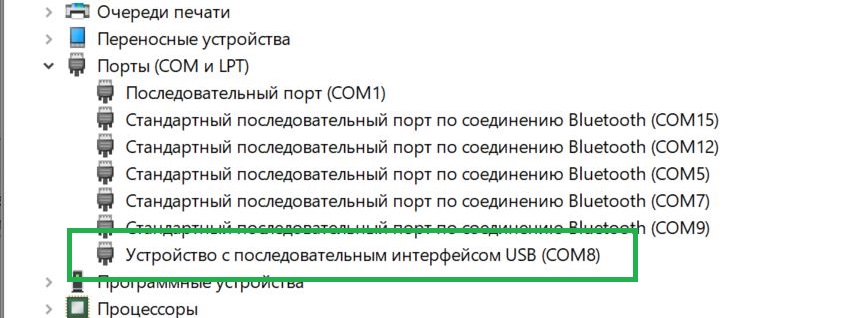 Очереди печати
Переносные устройства
Порты (COM и LPT)
Последовательный порт (COM1)
Стандартный последовательный порт по соединению Bluetooth (COM15)
Стандартный последовательный порт по соединению Bluetooth (COM12)
Стандартный последовательный порт по соединению Bluetooth (COM5)
Стандартный последовательный порт по соединению Bluetooth (COM7)
Стандартный последовательный порт по соединению Bluetooth (COM9)
Устройство с последовательным интерфейсом USB (COM8)
Программные устройства
Процессоры